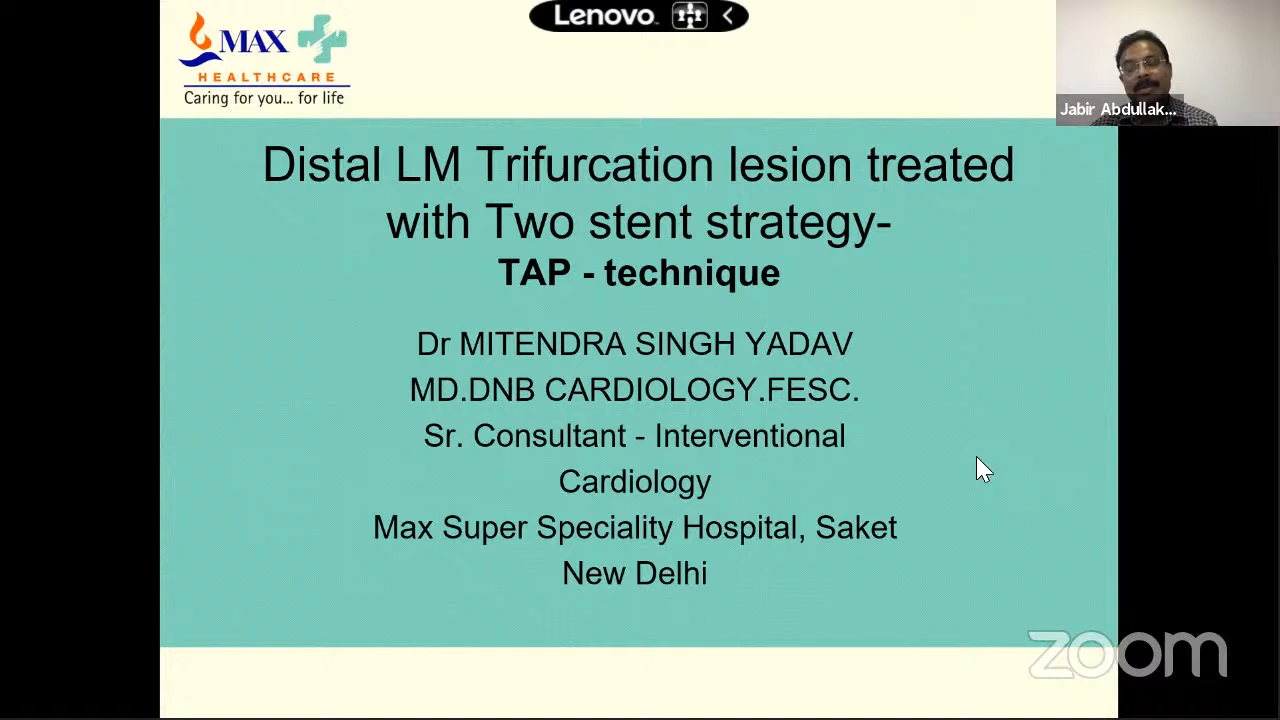 Lenovo
MAX
HEALTHCARE
Caring for you... for life
Jabir Abdullak...
Distal LM Trifurcation lesion treated
with Two stent strategy-
TAP - technique
Dr MITENDRA SINGH YADAV
MD.DNB CARDIOLOGY.FESC.
Sr. Consultant - Interventional
Cardiology
Max Super Speciality Hospital, Saket
New Delhi
zoom